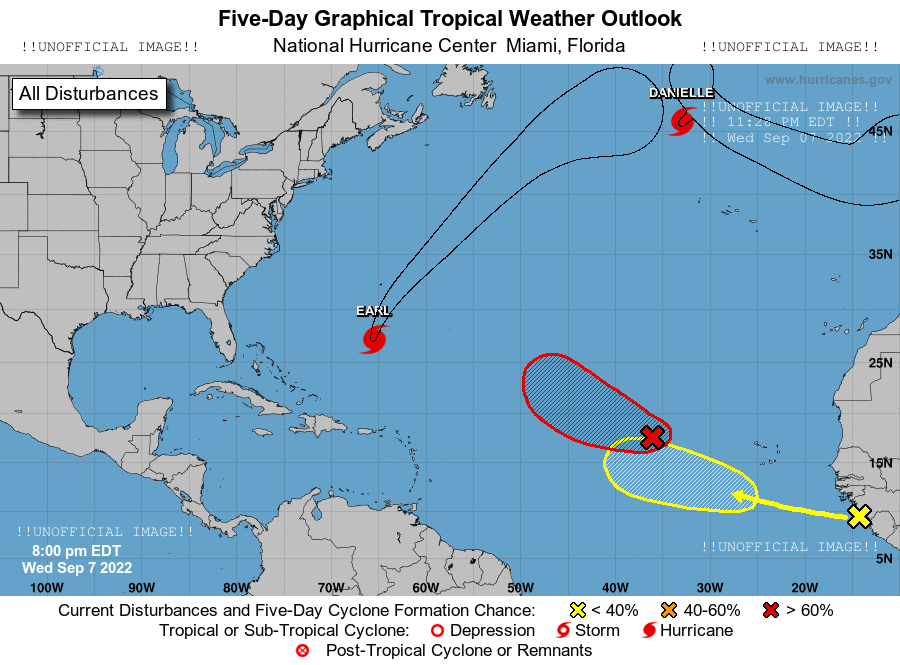 Five-Day Graphical Tropical Weather Outlook
!!UNOFFICIAL IMAGE!!
National Hurricane Center Miami, Florida
!!UNOFFICIAL IMAGE!!
www.hurricanes.gov
All Disturbances
DANIELLE
!!UNOFFICIAL IMAGE!!
!! 11:28 PM EDT !!
45N
!! Wed Sep 07 2022 !!
35N
EARL
25N
15N
!!UNOFFICIAL IMAGE!!
8:00 pm EDT
Wed Sep 7 2022
!!UNOFFICIAL IMAGE!!
5N
100W 90W 80W 70W 60W 50W 40W 30W 20W
Current Disturbances and Five-Day Cyclone Formation Chance: < 40% 40-60% > 60%
Tropical or Sub-Tropical Cyclone: Depression Storm Hurricane
Post-Tropical Cyclone or Remnants